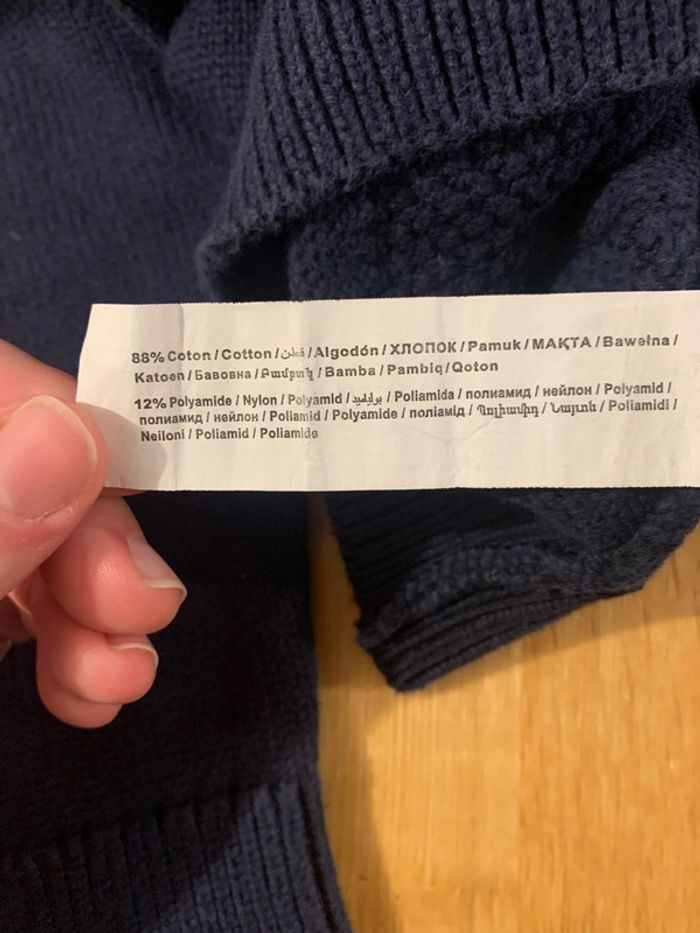 88% Coton / Cotton / قطن / Algodón / ХЛОПОК / Pamuk / МАҚТА / Bawełna /
Katoen / Бавовна / Բամբակ / Bamba / Pambiq / Qoton
12% Polyamide / Nylon / Polyamid / / Poliamida / полиамид / нейлон / Polyamid /
полиамид / нейлон / Poliamid / Polyamide / поліамід / Պոլիամիդ / Նայլոն / Poliamidi /
Neiloni / Poliamid / Poliamide